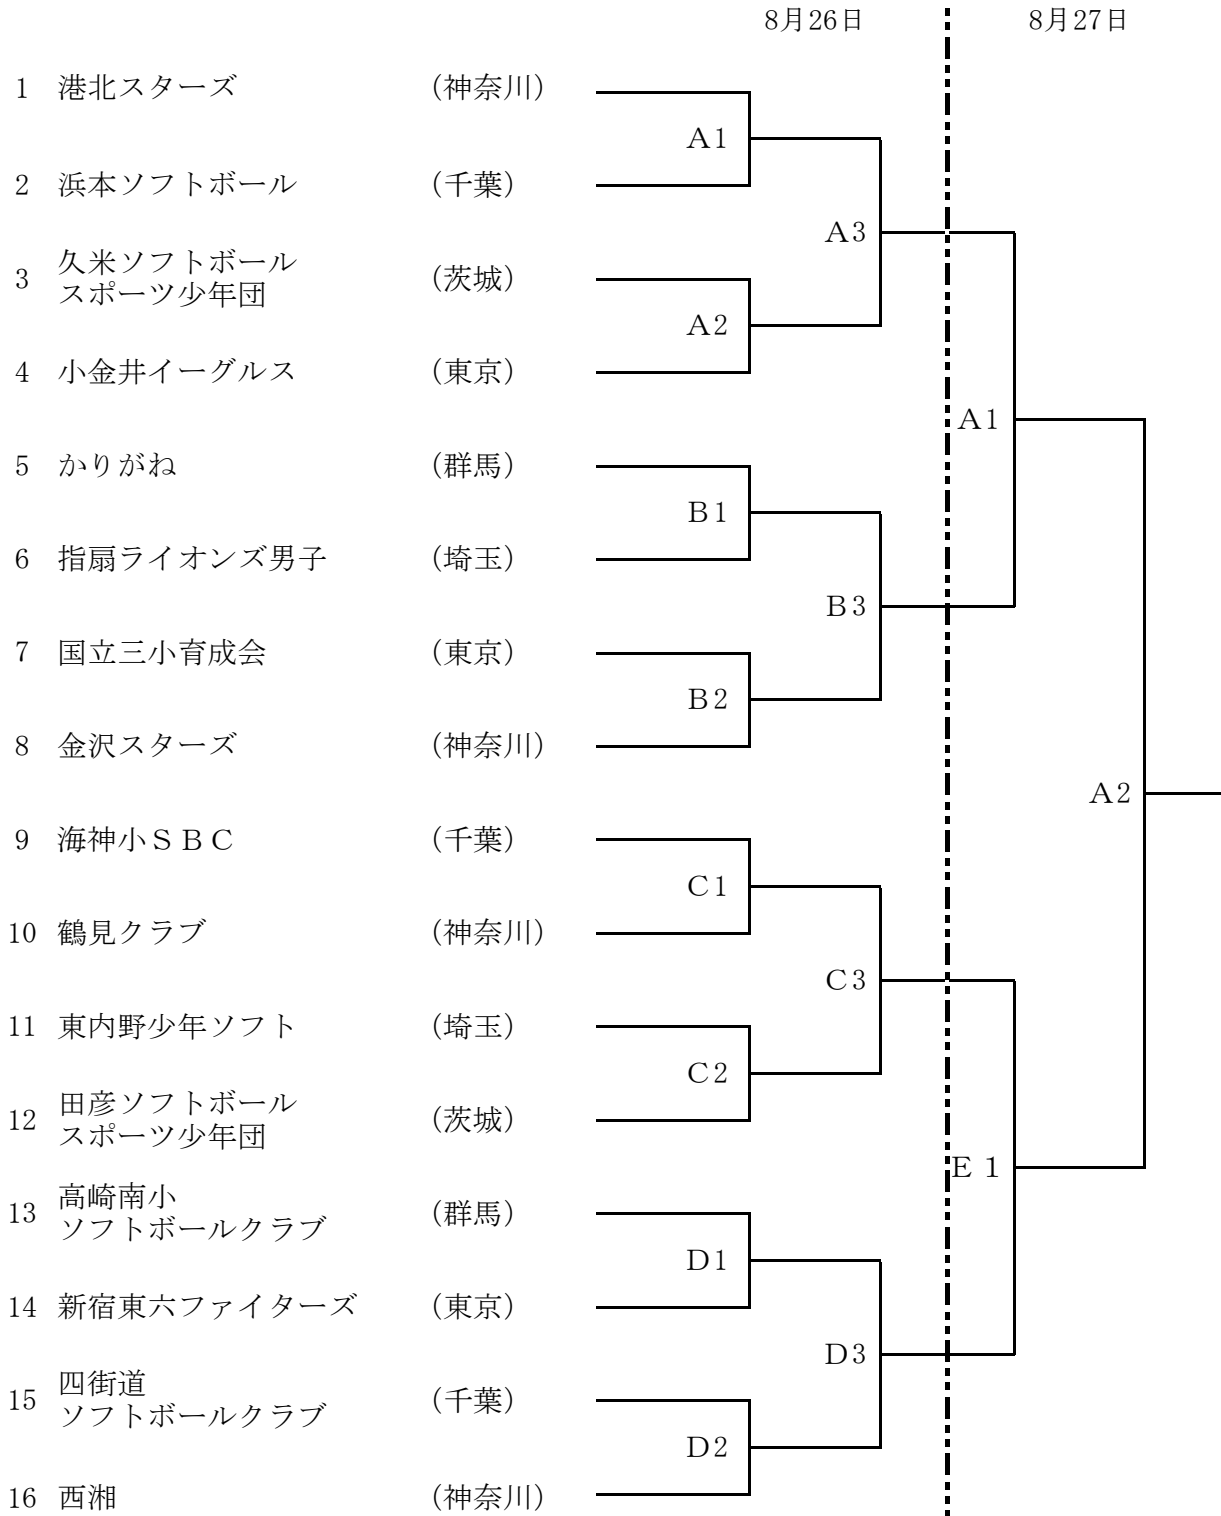 8月26日 8月27日
1 港北スターズ (神奈川)
A1
2 浜本ソフトボール (千葉)
A3
3 久米ソフトボール
スポーツ少年団 (茨城)
A2
4 小金井イーグルス (東京)
A1
5 かりがね (群馬)
B1
6 指扇ライオンズ男子 (埼玉)
B3
7 国立三小育成会 (東京)
B2
8 金沢スターズ (神奈川)
A2
9 海神小ＳＢＣ (千葉)
C1
10 鶴見クラブ (神奈川)
C3
11 東内野少年ソフト (埼玉)
C2
12 田彦ソフトボール
スポーツ少年団 (茨城)
E1
13 高崎南小
ソフトボールクラブ (群馬)
D1
14 新宿東六ファイターズ (東京)
D3
15 四街道
ソフトボールクラブ (千葉)
D2
16 西湘 (神奈川)